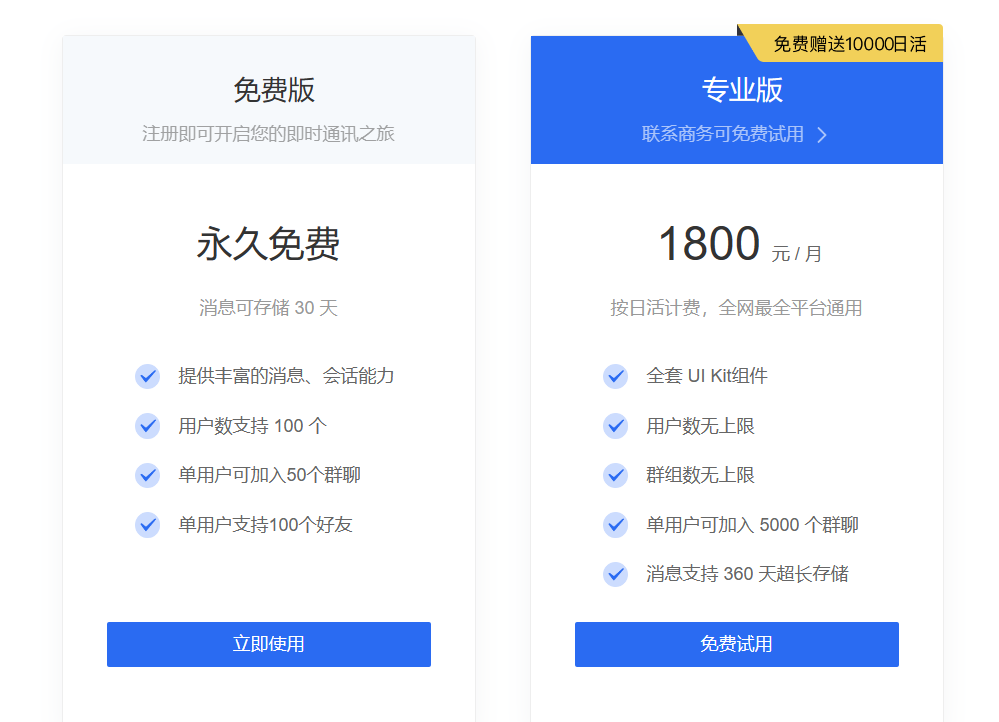 免费版
注册即可开启您的即时通讯之旅
永久免费
消息可存储 30 天
提供丰富的消息、会话能力
用户数支持 100 个
单用户可加入50个群聊
单用户支持100个好友
立即使用
免费赠送10000日活
专业版
联系商务可免费试用
1800 元 / 月
按日活计费，全网最全平台通用
全套 UI Kit组件
用户数无上限
群组数无上限
单用户可加入 5000 个群聊
消息支持 360 天超长存储
免费试用